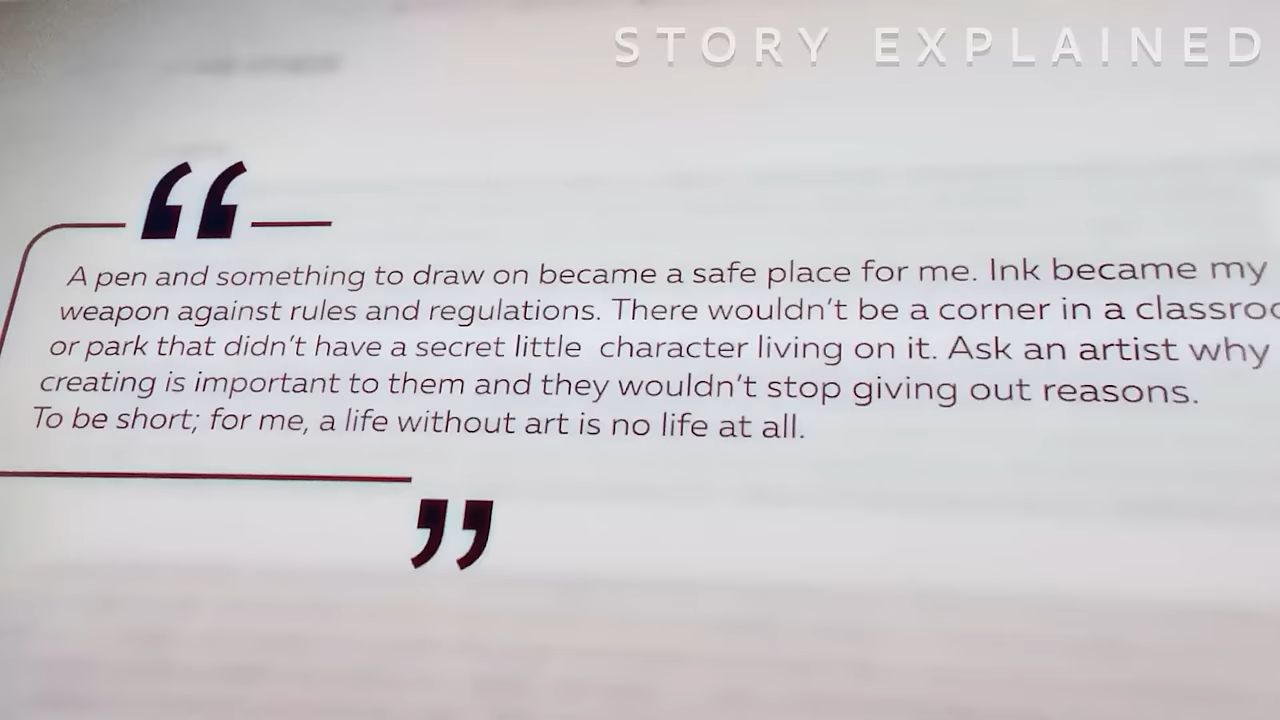 STORY EXPLAINED
“
A pen and something to draw on became a safe place for me. Ink became my
weapon against rules and regulations. There wouldn't be a corner in a
or park that didn't have a secret little character living on it. Ask an artist why
creating is important to them and they wouldn't stop giving out reasons.
To be short; for me, a life without art is no life at all.
”